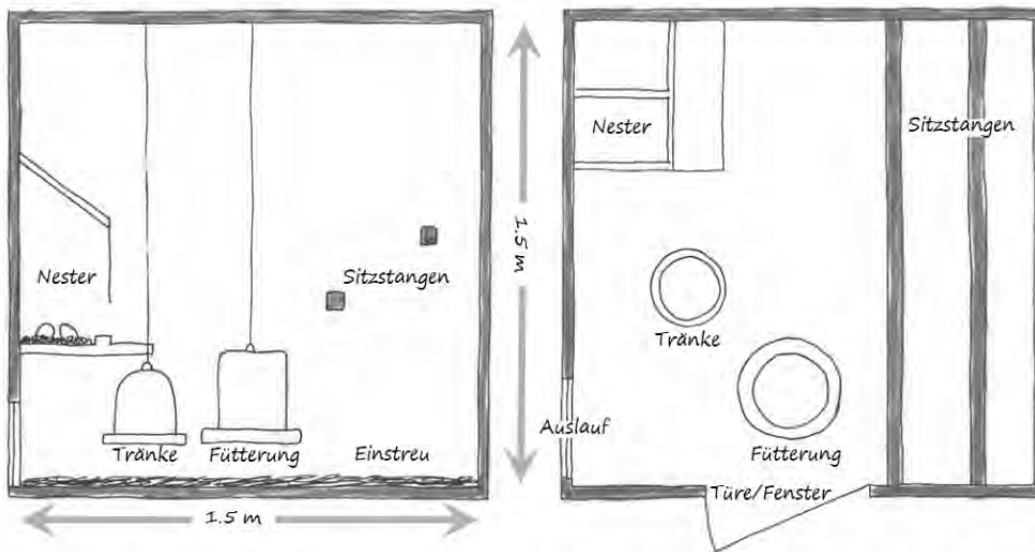 Nester
Sitzstangen
Tränke
Fütterung
Einstreu
1.5 m
1.5 m
Nester
Sitzstangen
Tränke
Auslauf
Fütterung
Türe/Fenster